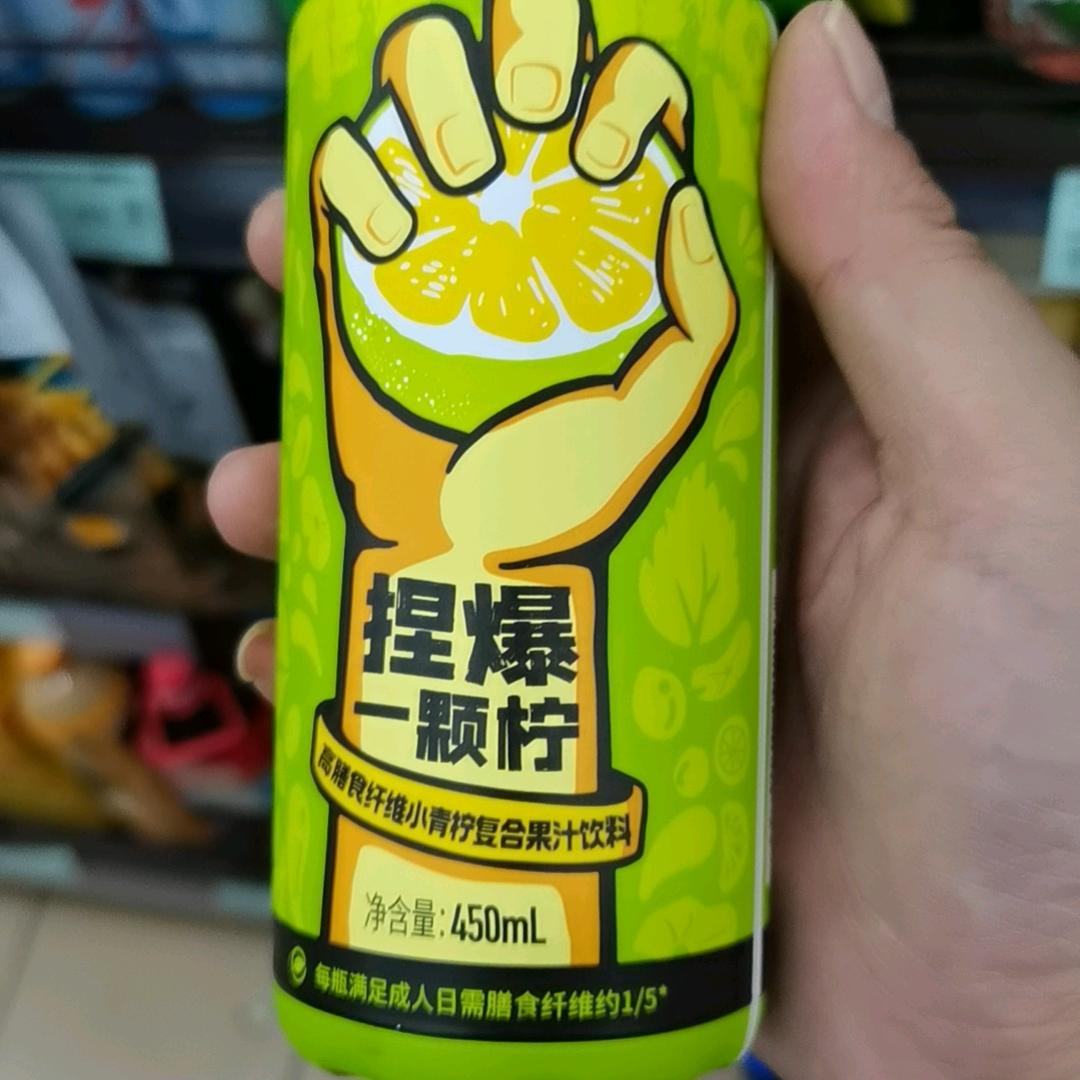 捏爆
一颗柠
高膳食纤维小青柠复合果汁饮料
净含量:450mL
每瓶满足成人日需膳食纤维约1/5*